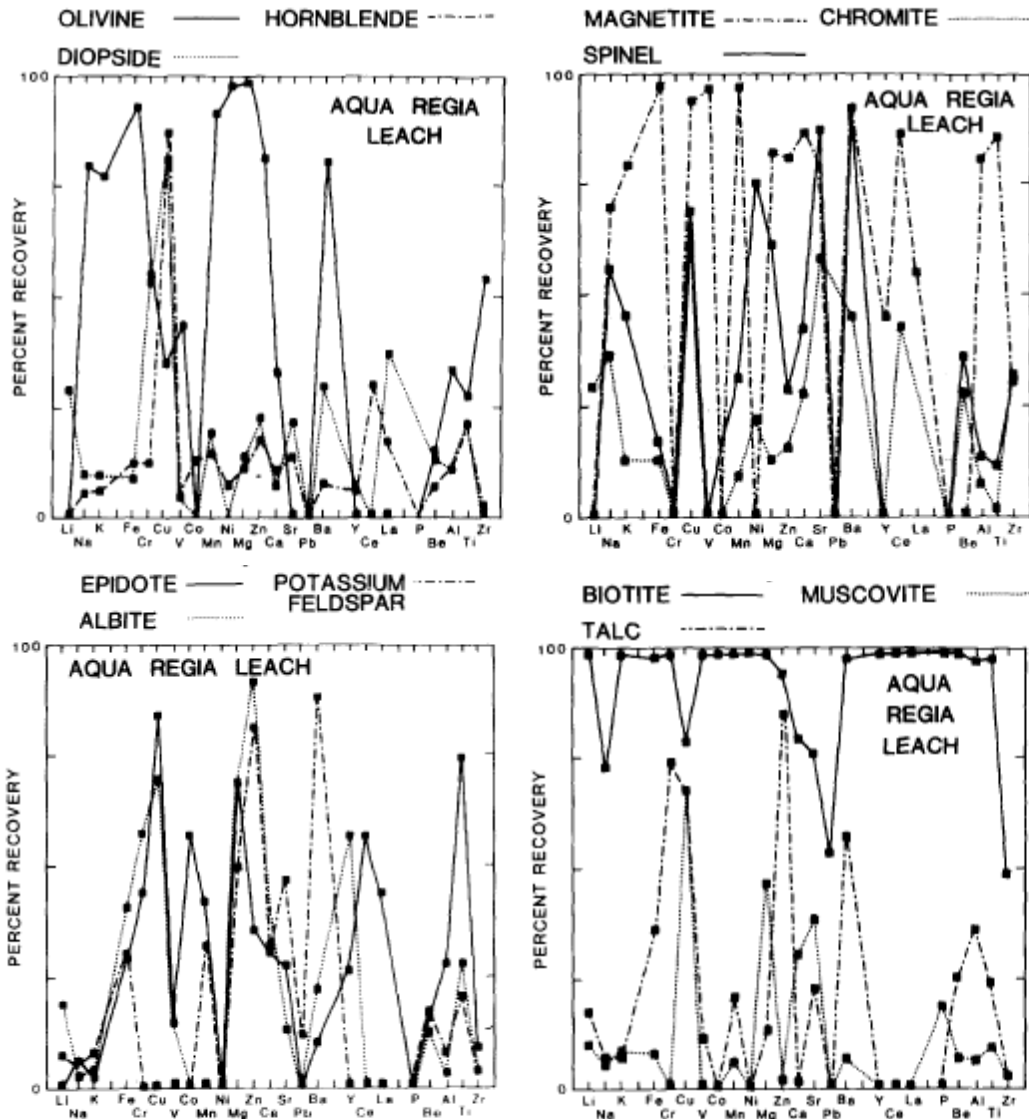 OLIVINE HORNBLENDE
DIOPSIDE
100
AQUA REGIA
LEACH
PERCENT RECOVERY
0
Li K Fe Cu Co Ni Zn Sr Ba Y La P Al Zr
Na Cr V Mn Mg Ca Pb Ce Be Ti
MAGNETITE CHROMITE
SPINEL
100
AQUA REGIA
LEACH
PERCENT RECOVERY
0
Li K Fe Cu Co Ni Zn Sr Ba Y La P Al Zr
Na Cr V Mn Mg Ca Pb Ce Be Ti
EPIDOTE POTASSIUM
FELDSPAR
ALBITE
100
AQUA REGIA LEACH
PERCENT RECOVERY
0
Li K Fe Cu Co Ni Zn Sr Ba Y La P Al Zr
Na Cr V Mn Mg Ca Pb Ce Be Ti
BIOTITE MUSCOVITE
TALC
100
AQUA
REGIA
LEACH
PERCENT RECOVERY
0
Li K Fe Cu Co Ni Zn Sr Ba Y La P Al Zr
Na Cr V Mn Mg Ca Pb Ce Be Ti